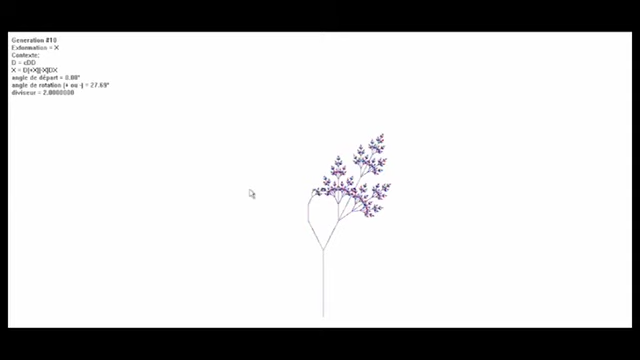 Generation #10
Exformation = X
Contexte:
D = cDD
X = D[+X][-X]DX
angle de départ = 0.00°
angle de rotation (+ ou -) = 27.69°
diviseur = 2.0000000